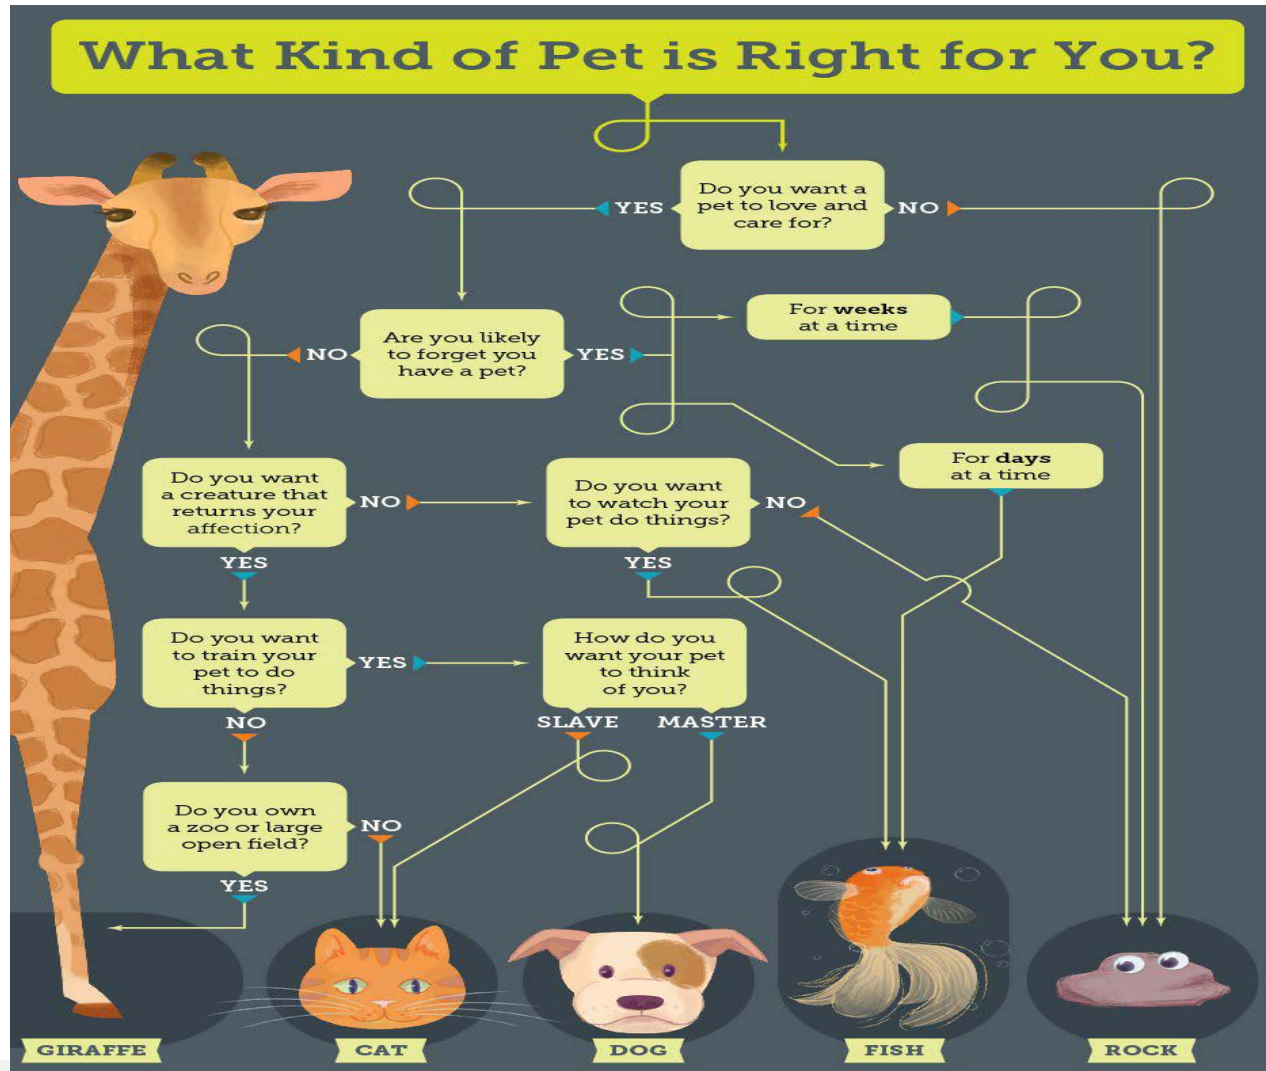 What Kind of Pet is Right for You?
Do you want a
pet to love and
care for?
YES
NO
Are you likely
to forget you
have a pet?
NO
YES
For weeks
at a time
For days
at a time
Do you want
a creature that
returns your
affection?
NO
YES
Do you want
to watch your
pet do things?
NO
YES
Do you want
to train your
pet to do
things?
YES
NO
How do you
want your pet
to think
of you?
SLAVE
MASTER
Do you own
a zoo or large
open field?
NO
YES
GIRAFFE
CAT
DOG
FISH
ROCK